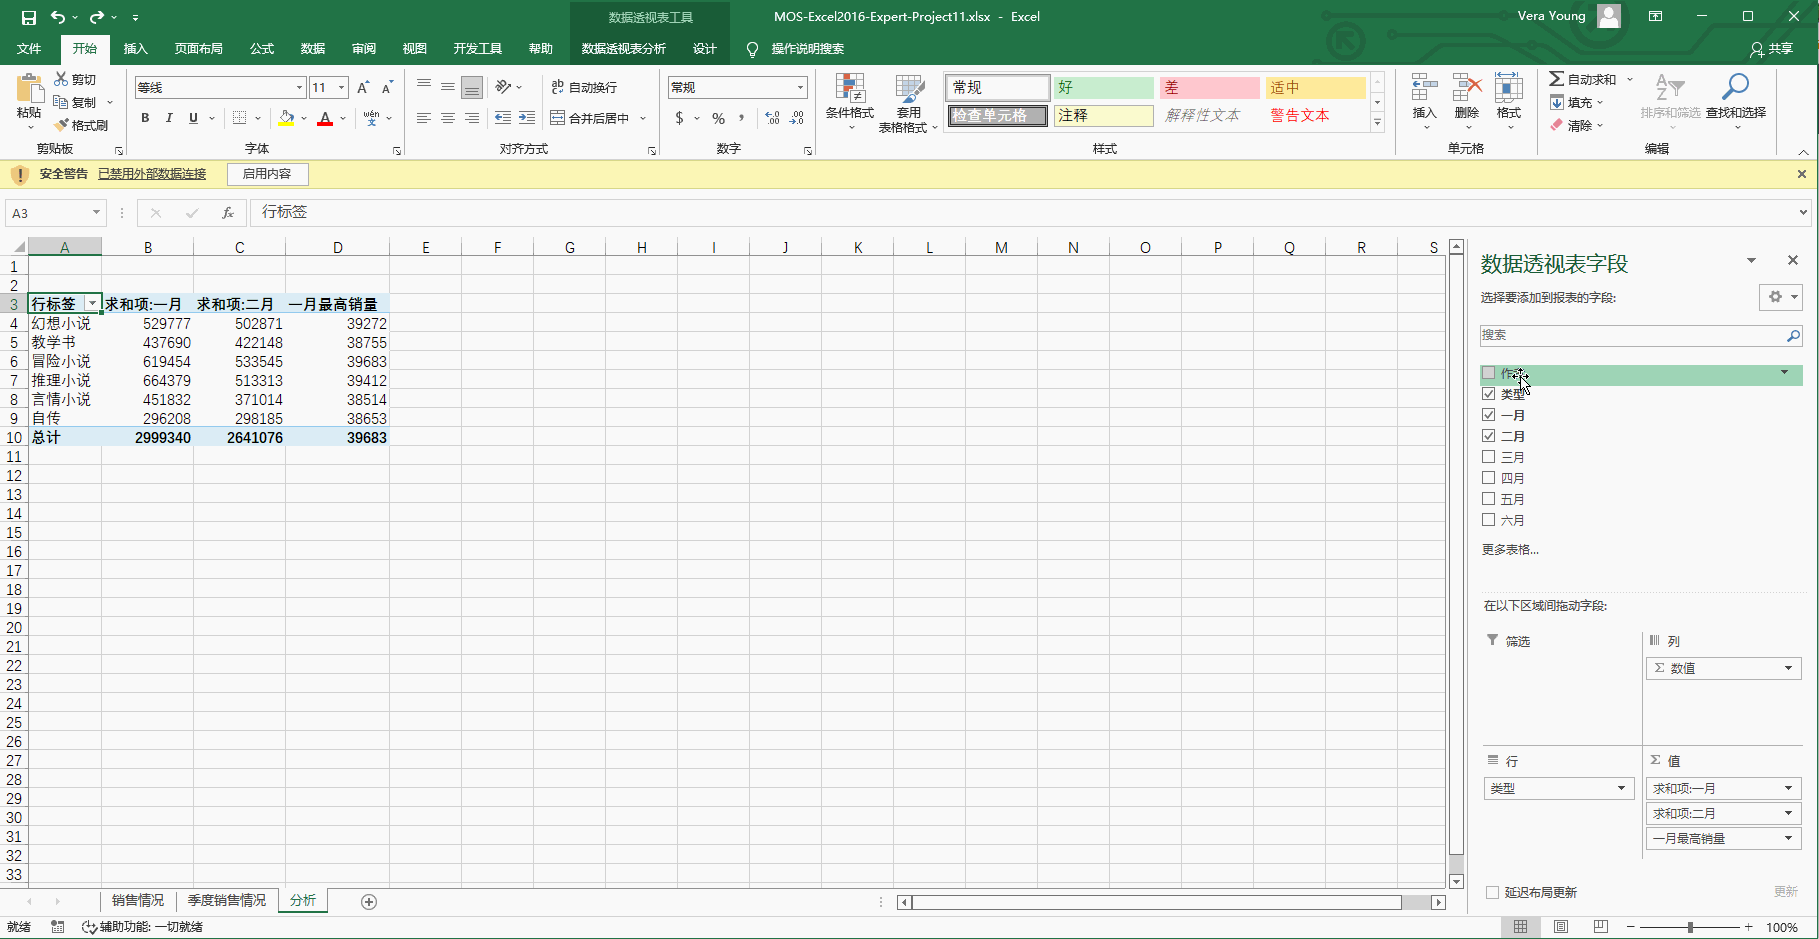 数据透视表工具
MOS-Excel2016-Expert-Project11.xlsx - Excel
Vera Young
文件 开始 插入 页面布局 公式 数据 审阅 视图 开发工具 帮助 数据透视表分析 设计 操作说明搜索 共享
粘贴 剪切 复制 格式刷 剪贴板
等线 11 B I U A wén 文 字体
自动换行 合并后居中 对齐方式
常规 $ % 数字
条件格式 套用表格格式 常规 好 差 适中
检查单元格 注释 解释性文本 警告文本 样式
插入 删除 格式 单元格
自动求和 填充 清除 排序和筛选 查找和选择 编辑
安全警告 已禁用外部数据连接 启用内容
A3 fx 行标签
A B C D E F G H I J K L M N O P Q R S
1
2
3 行标签 求和项:一月 求和项:二月 一月最高销量
4 幻想小说 529777 502871 39272
5 教学书 437690 422148 38755
6 冒险小说 619454 533545 39683
7 推理小说 664379 513313 39412
8 言情小说 451832 371014 38514
9 自传 296208 298185 38653
10 总计 2999340 2641076 39683
11
12
13
14
15
16
17
18
19
20
21
22
23
24
25
26
27
28
29
30
31
32
33
数据透视表字段
选择要添加到报表的字段:
搜索
类型
一月
二月
三月
四月
五月
六月
更多表格...
在以下区域间拖动字段:
筛选 列
Σ 数值
行 Σ 值
类型 求和项:一月
求和项:二月
一月最高销量
延迟布局更新 更新
销售情况 季度销售情况 分析
就绪 辅助功能: 一切就绪 100%